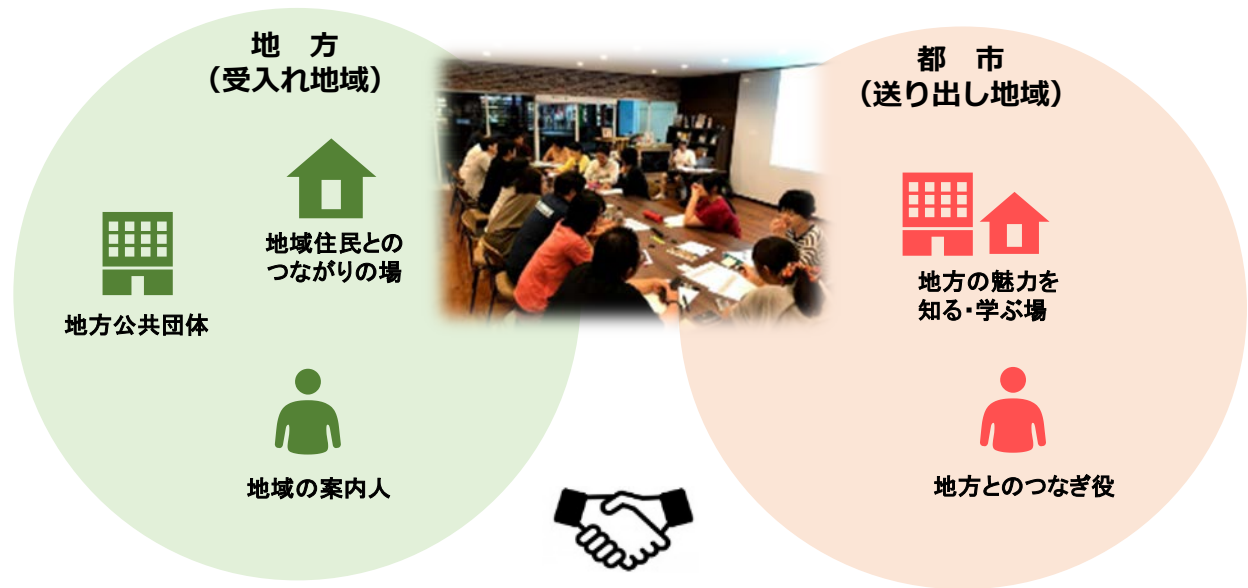 地　方
（受入れ地域）
地域住民との
つながりの場
地方公共団体
地域の案内人
都　市
（送り出し地域）
地方の魅力を
知る・学ぶ場
地方とのつなぎ役